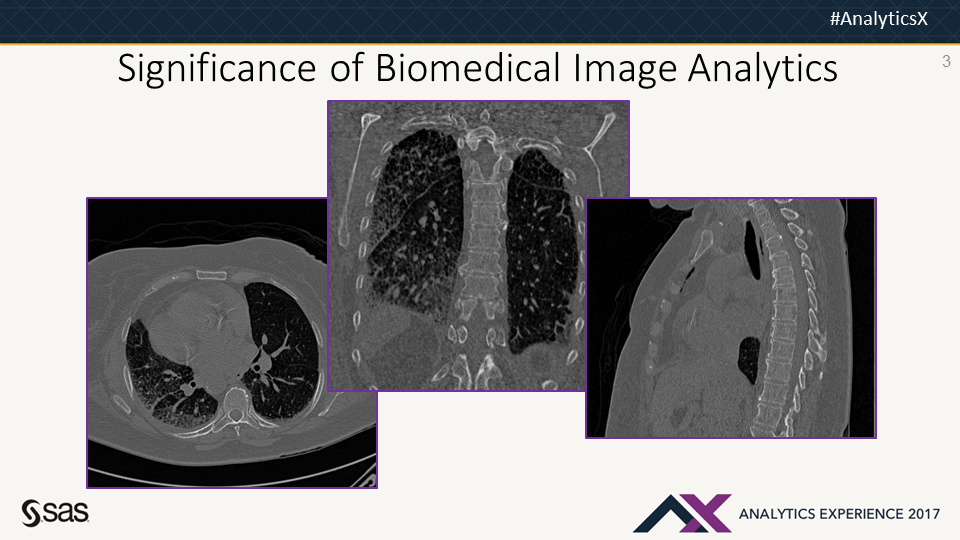 #AnalyticsX
Significance of Biomedical Image Analytics
3
sas
ANALYTICS EXPERIENCE 2017